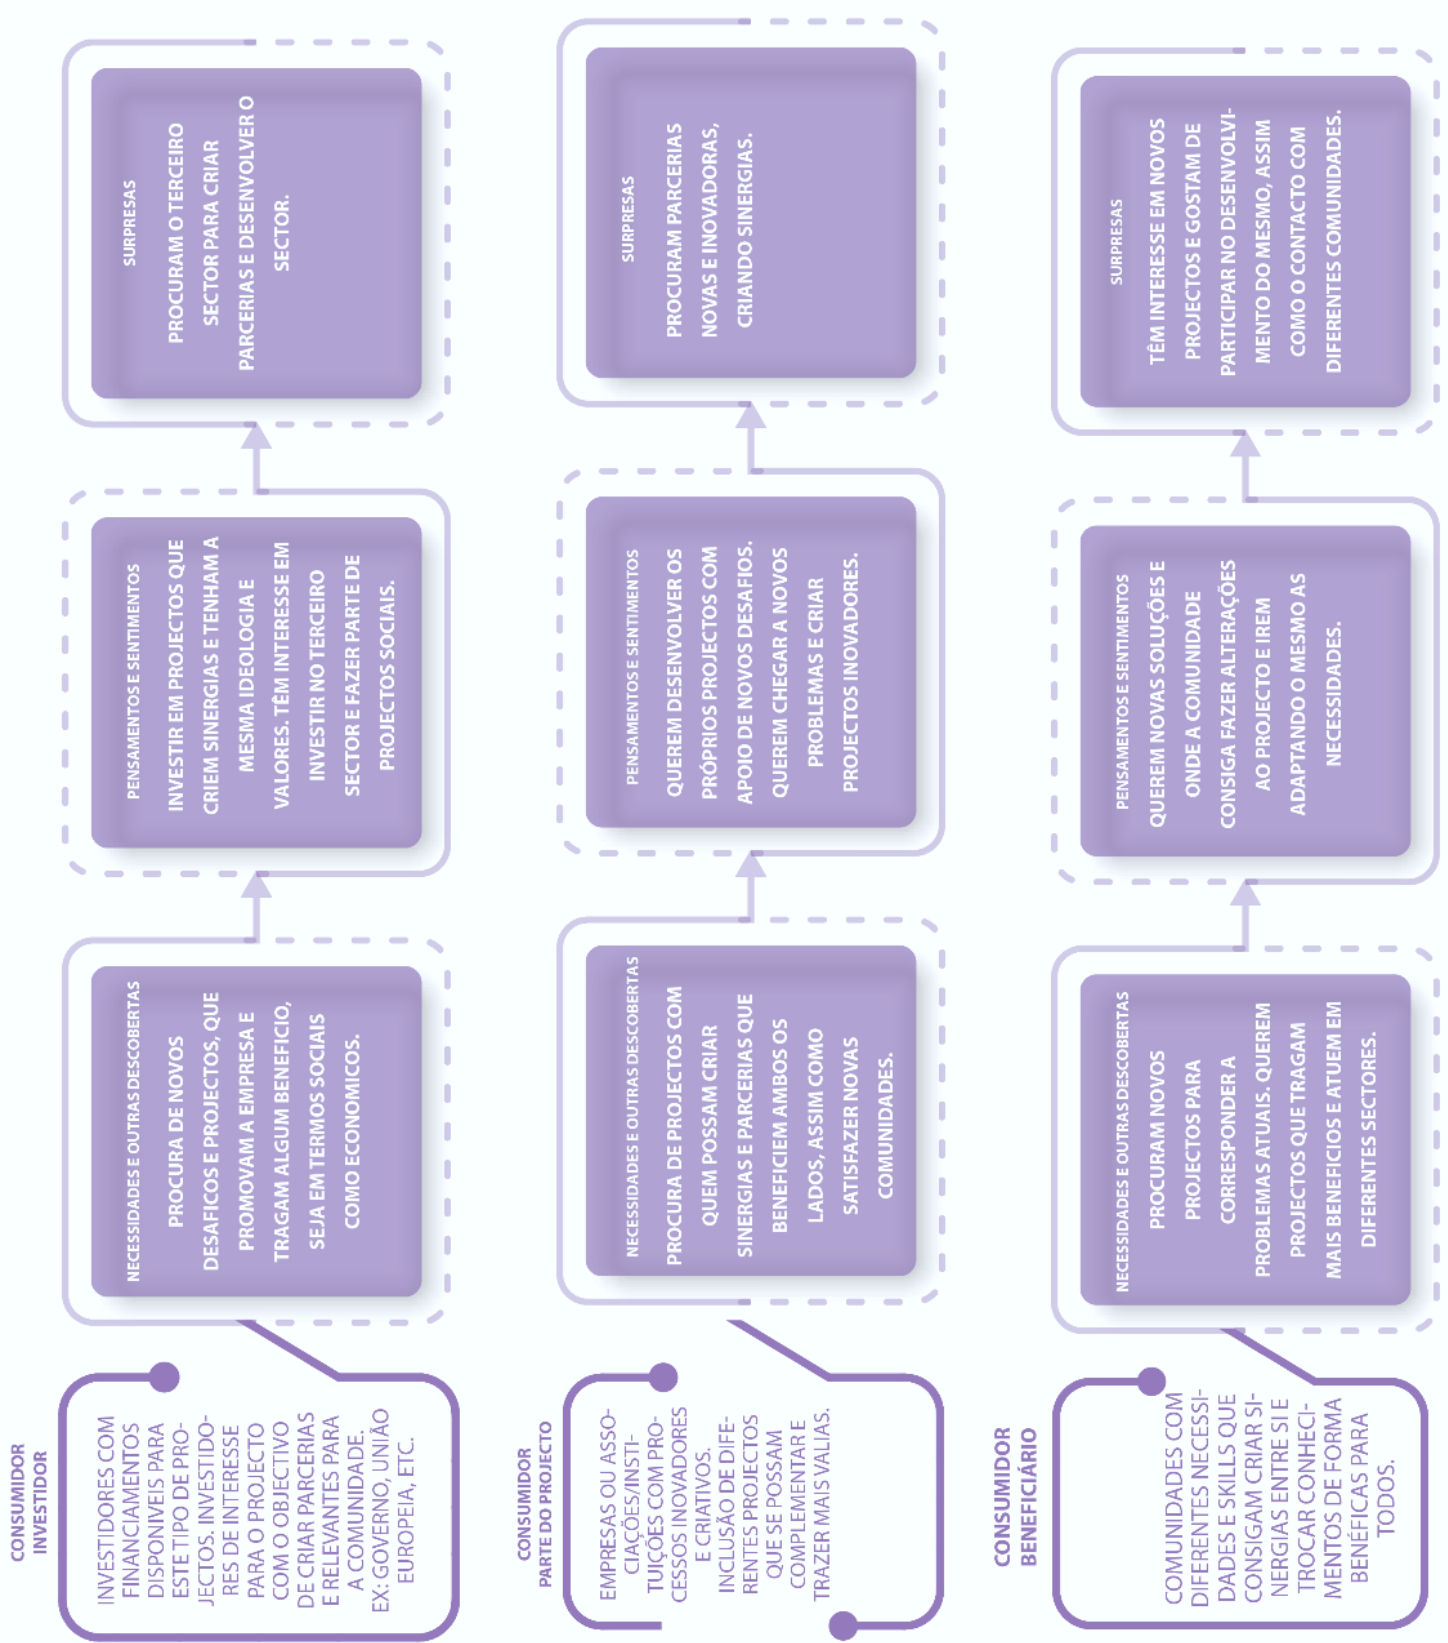 CONSUMIDOR
INVESTIDOR
INVESTIDORES COM
FINANCIAMENTOS
DISPONIVEIS PARA
ESTE TIPO DE PRO-
JECTOS. INVESTIDO-
RES DE INTERESSE
PARA O PROJECTO
COM O OBJECTIVO
DE CRIAR PARCERIAS
E RELEVANTES PARA
A COMUNIDADE.
EX: GOVERNO, UNIÃO
EUROPEIA, ETC.
NECESSIDADES E OUTRAS DESCOBERTAS
PROCURA DE NOVOS
DESAFICOS E PROJECTOS, QUE
PROMOVAM A EMPRESA E
TRAGAM ALGUM BENEFICIO,
SEJA EM TERMOS SOCIAIS
COMO ECONOMICOS.
PENSAMENTOS E SENTIMENTOS
INVESTIR EM PROJECTOS QUE
CRIEM SINERGIAS E TENHAM A
MESMA IDEOLOGIA E
VALORES. TÊM INTERESSE EM
INVESTIR NO TERCEIRO
SECTOR E FAZER PARTE DE
PROJECTOS SOCIAIS.
SURPRESAS
PROCURAM O TERCEIRO
SECTOR PARA CRIAR
PARCERIAS E DESENVOLVER O
SECTOR.
CONSUMIDOR
PARTE DO PROJECTO
EMPRESAS OU ASSO-
CIAÇÕES/INSTI-
TUIÇÕES COM PRO-
CESSOS INOVADORES
E CRIATIVOS.
INCLUSÃO DE DIFE-
RENTES PROJECTOS
QUE SE POSSAM
COMPLEMENTAR E
TRAZER MAIS VALIAS.
NECESSIDADES E OUTRAS DESCOBERTAS
PROCURA DE PROJECTOS COM
QUEM POSSAM CRIAR
SINERGIAS E PARCERIAS QUE
BENEFICIEM AMBOS OS
LADOS, ASSIM COMO
SATISFAZER NOVAS
COMUNIDADES.
PENSAMENTOS E SENTIMENTOS
QUEREM DESENVOLVER OS
PRÓPRIOS PROJECTOS COM
APOIO DE NOVOS DESAFIOS.
QUEREM CHEGAR A NOVOS
PROBLEMAS E CRIAR
PROJECTOS INOVADORES.
SURPRESAS
PROCURAM PARCERIAS
NOVAS E INOVADORAS,
CRIANDO SINERGIAS.
CONSUMIDOR
BENEFICIÁRIO
COMUNIDADES COM
DIFERENTES NECESSI-
DADES E SKILLS QUE
CONSIGAM CRIAR SI-
NERGIAS ENTRE SI E
TROCAR CONHECI-
MENTOS DE FORMA
BENÉFICAS PARA
TODOS.
NECESSIDADES E OUTRAS DESCOBERTAS
PROCURAM NOVOS
PROJECTOS PARA
CORRESPONDER A
PROBLEMAS ATUAIS. QUEREM
PROJECTOS QUE TRAGAM
MAIS BENEFICIOS E ATUEM EM
DIFERENTES SECTORES.
PENSAMENTOS E SENTIMENTOS
QUEREM NOVAS SOLUÇÕES E
ONDE A COMUNIDADE
CONSIGA FAZER ALTERAÇÕES
AO PROJECTO E IREM
ADAPTANDO O MESMO AS
NECESSIDADES.
SURPRESAS
TÊM INTERESSE EM NOVOS
PROJECTOS E GOSTAM DE
PARTICIPAR NO DESENVOLVI-
MENTO DO MESMO, ASSIM
COMO O CONTACTO COM
DIFERENTES COMUNIDADES.